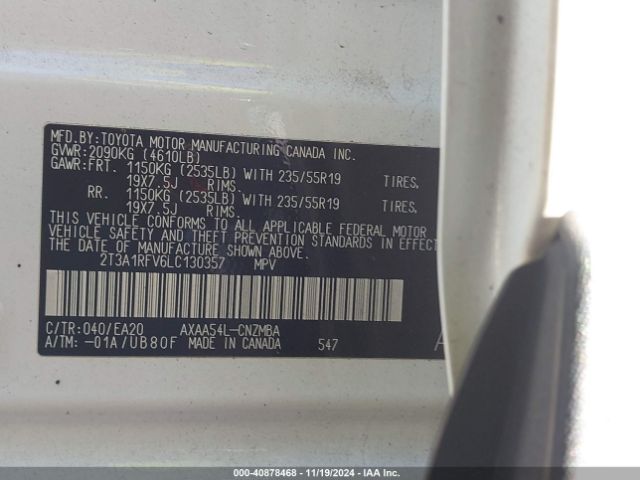 MFD.BY:TOYOTA MOTOR MANUFACTURING CANADA INC.
GVWR:2090KG (4610LB)
GAWR:FRT. 1150KG (2535LB) WITH 235/55R19 TIRES,
19X7.5J RIMS.
RR. 1150KG (2535LB) WITH 235/55R19 TIRES,
19X7.5J RIMS.
THIS VEHICLE CONFORMS TO ALL APPLICABLE FEDERAL MOTOR
VEHICLE SAFETY AND THEFT PREVENTION STANDARDS IN EFFECT
ON THE DATE OF MANUFACTURE SHOWN ABOVE.
2T3A1RFV6LC130357 MPV
C/TR:040/EA20 AXAA54L-CNZMBA
A/TM: -01A/UB80F MADE IN CANADA 547 A
000-40878468 - 11/19/2024 - IAAI.COM